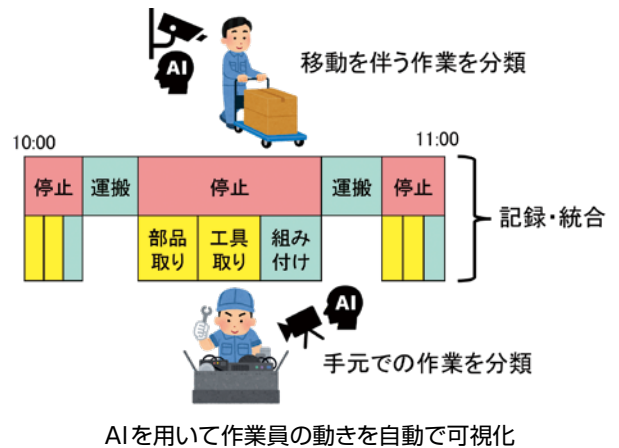 AI
移動を伴う作業を分類
10:00
11:00
停止
運搬
停止
運搬
停止
部品
取り
工具
取り
組み
付け
記録・統合
AI
手元での作業を分類
AIを用いて作業員の動きを自動で可視化